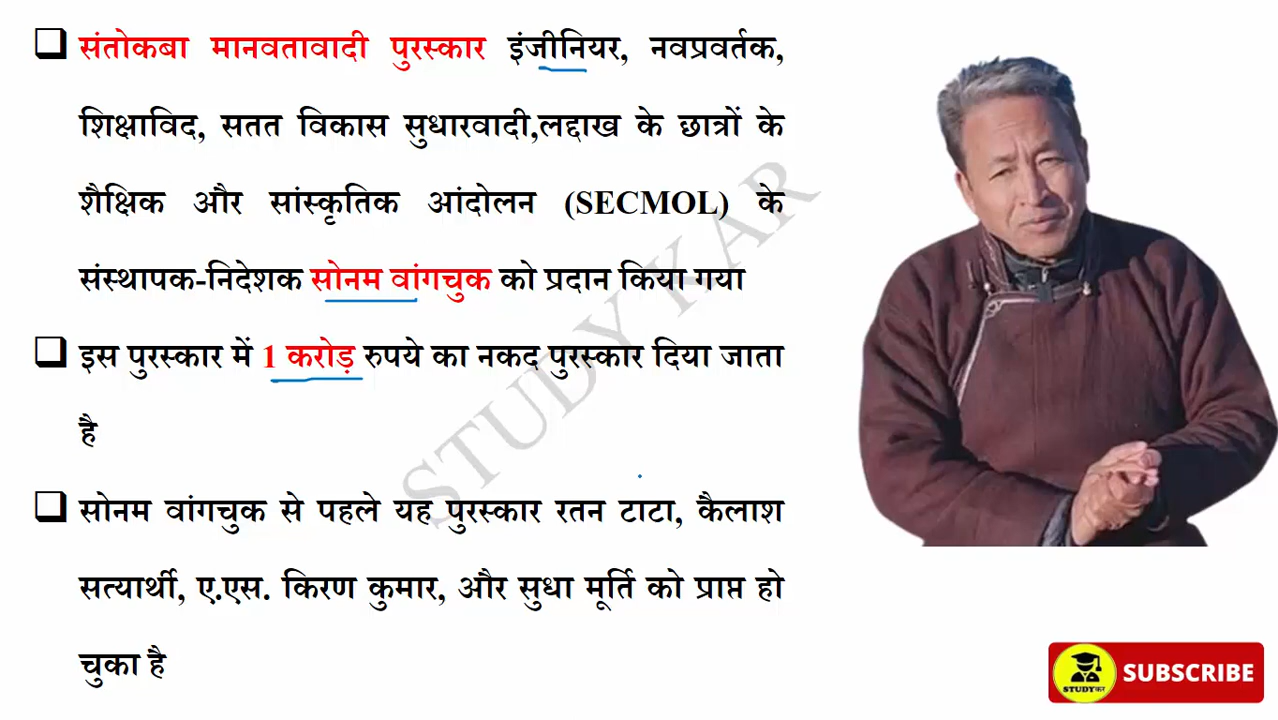 संतोकबा मानवतावादी पुरस्कार इंजीनियर, नवप्रवर्तक,
शिक्षाविद, सतत विकास सुधारवादी,लद्दाख के छात्रों के
शैक्षिक और सांस्कृतिक आंदोलन (SECMOL) के
संस्थापक-निदेशक सोनम वांगचुक को प्रदान किया गया
इस पुरस्कार में 1 करोड़ रुपये का नकद पुरस्कार दिया जाता
है
सोनम वांगचुक से पहले यह पुरस्कार रतन टाटा, कैलाश
सत्यार्थी, ए.एस. किरण कुमार, और सुधा मूर्ति को प्राप्त हो
चुका है
STUDY KAR
STUDYकर
SUBSCRIBE